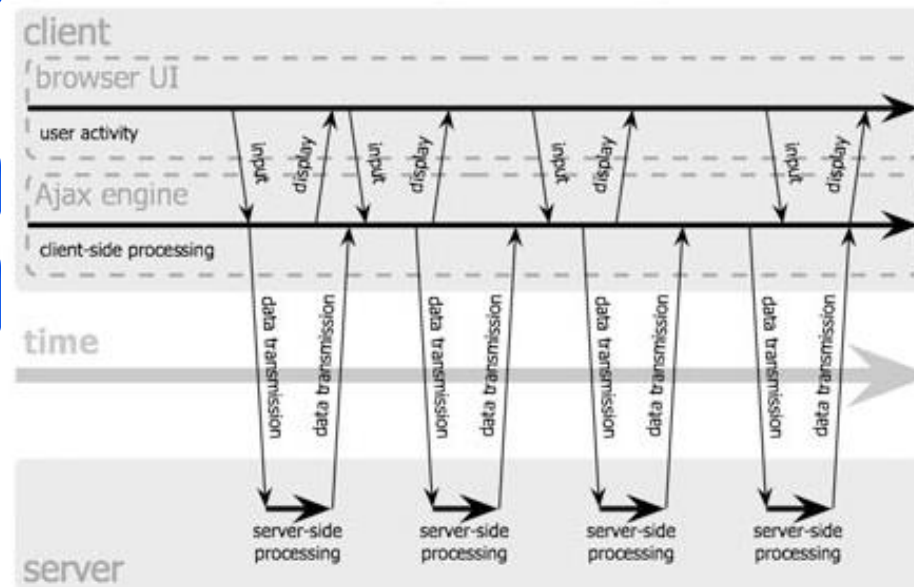 client
browser UI
user activity
input
display
input
display
input
display
input
display
Ajax engine
client-side processing
data transmission
data transmission
data transmission
data transmission
data transmission
data transmission
data transmission
data transmission
time
server-side
processing
server-side
processing
server-side
processing
server-side
processing
server